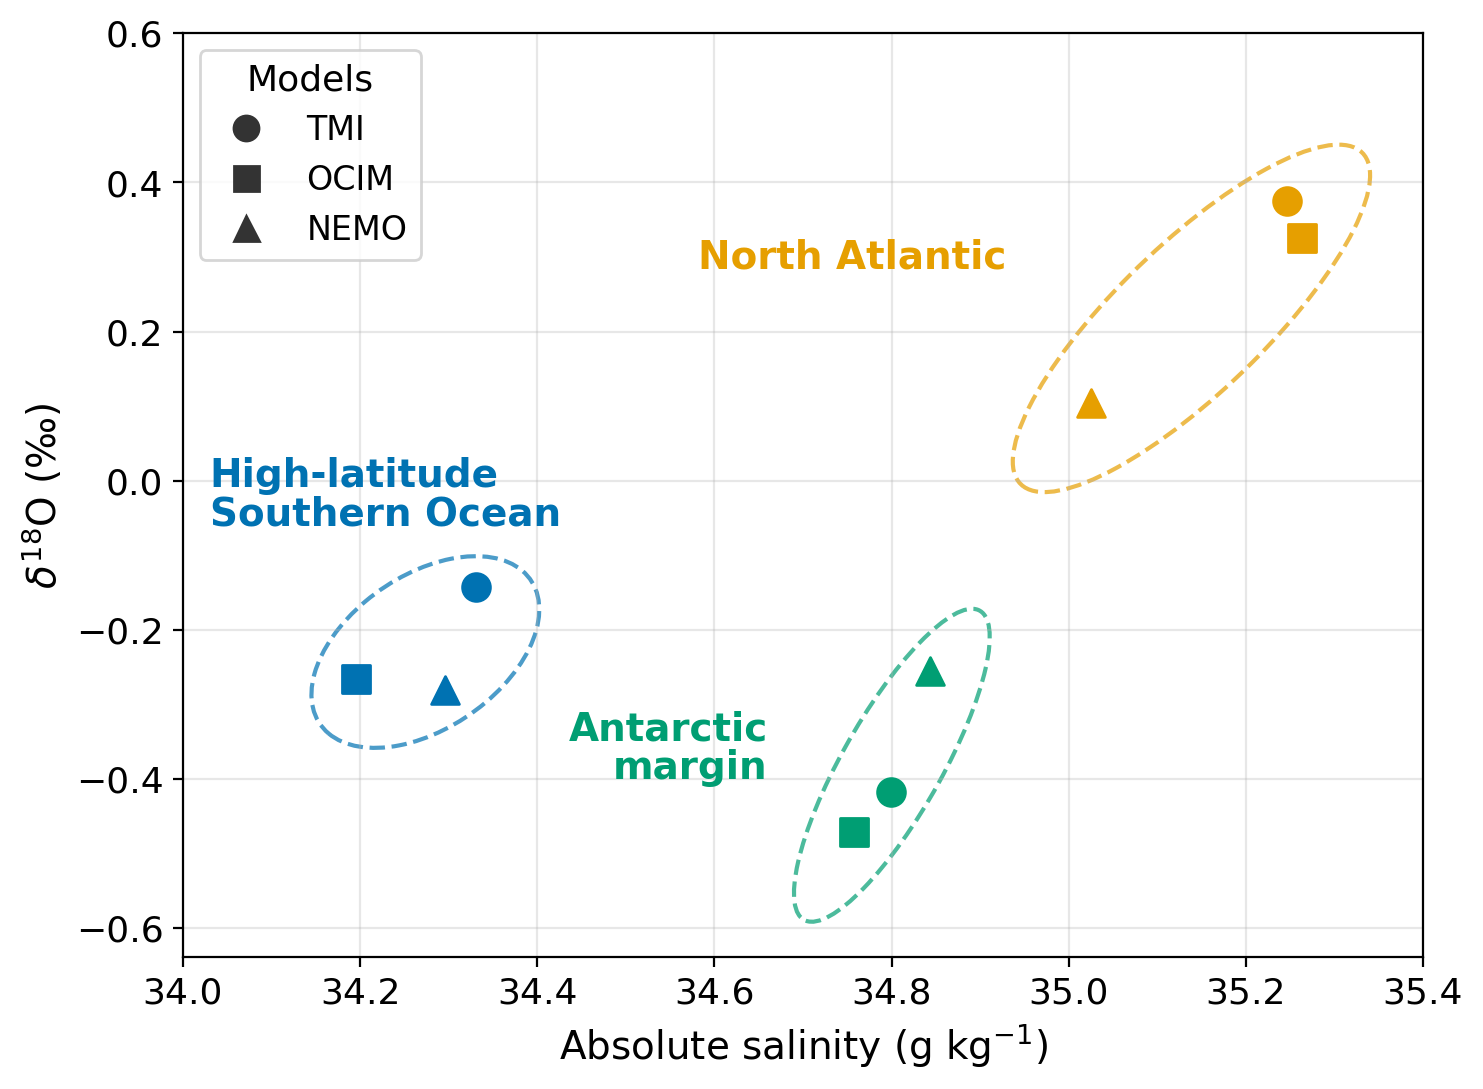 0.6
0.4
0.2
0.0
−0.2
−0.4
−0.6
δ¹⁸O (‰)
Models
TMI
OCIM
NEMO
North Atlantic
High-latitude
Southern Ocean
Antarctic
margin
34.0 34.2 34.4 34.6 34.8 35.0 35.2 35.4
Absolute salinity (g kg⁻¹)